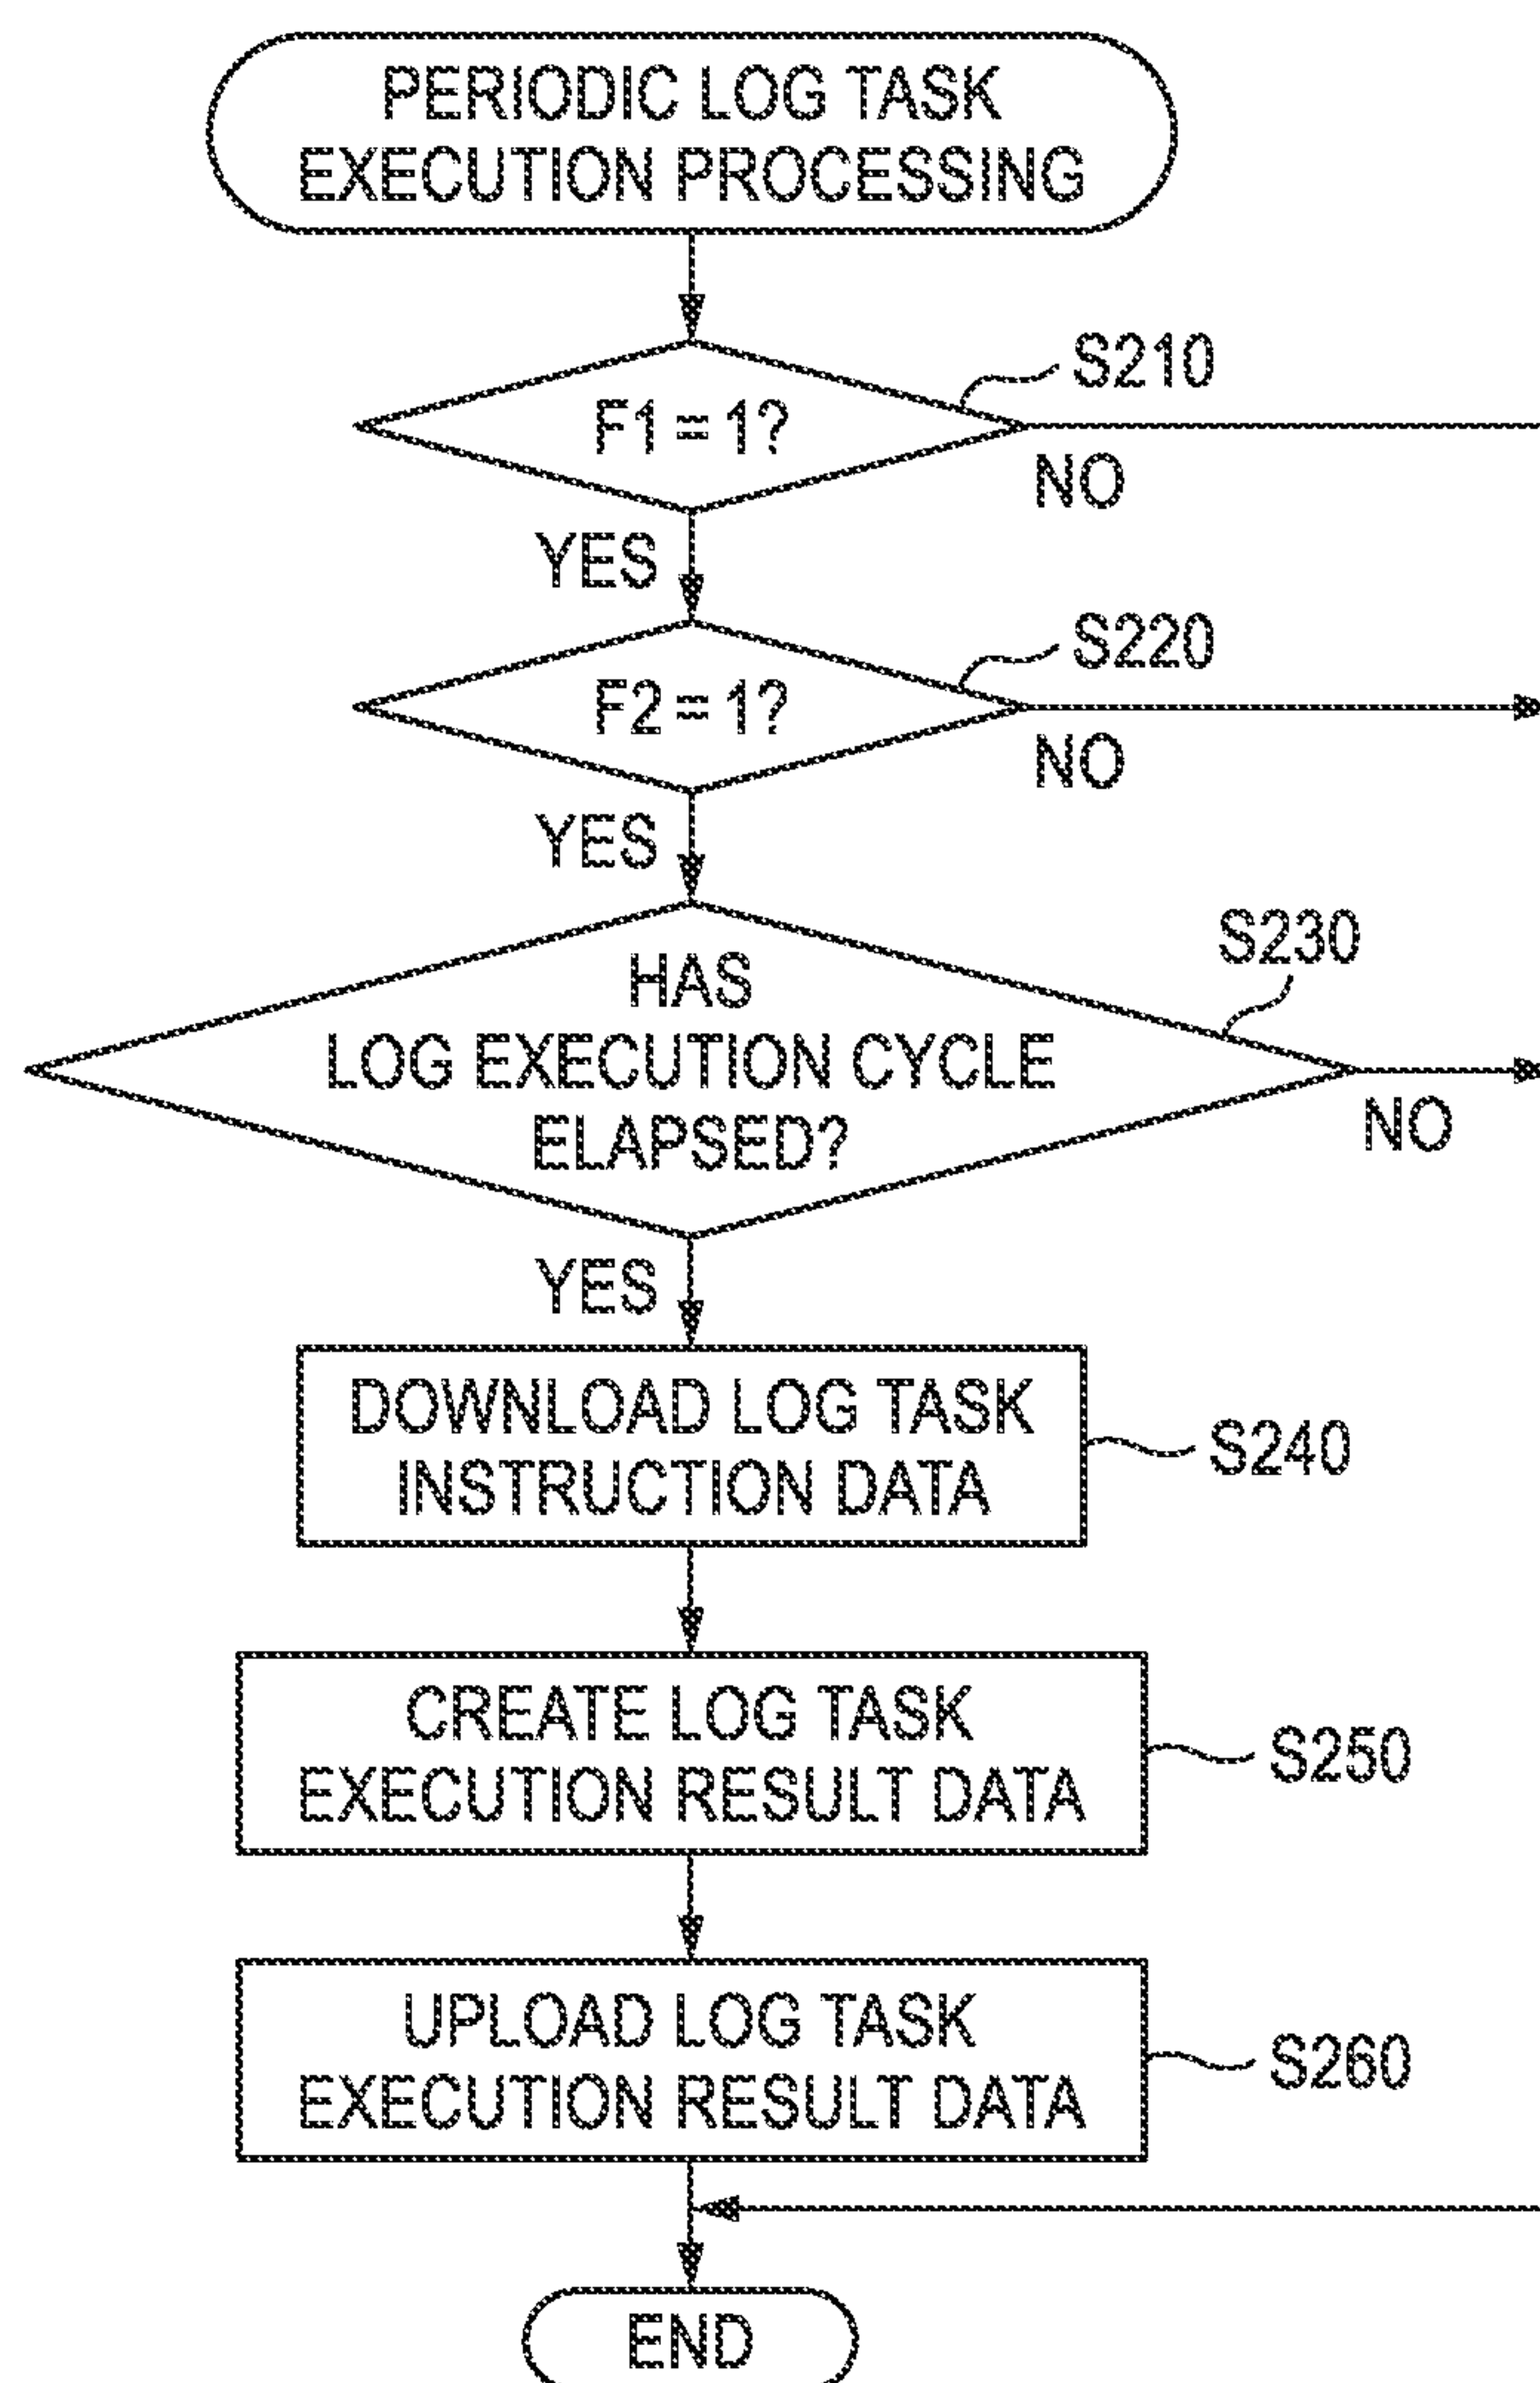 PERIODIC LOG TASK
EXECUTION PROCESSING
S210
F1 = 1?
NO
YES
S220
F2 = 1?
NO
YES
S230
HAS
LOG EXECUTION CYCLE
ELAPSED?
NO
YES
DOWNLOAD LOG TASK
INSTRUCTION DATA
S240
CREATE LOG TASK
EXECUTION RESULT DATA
S250
UPLOAD LOG TASK
EXECUTION RESULT DATA
S260
END